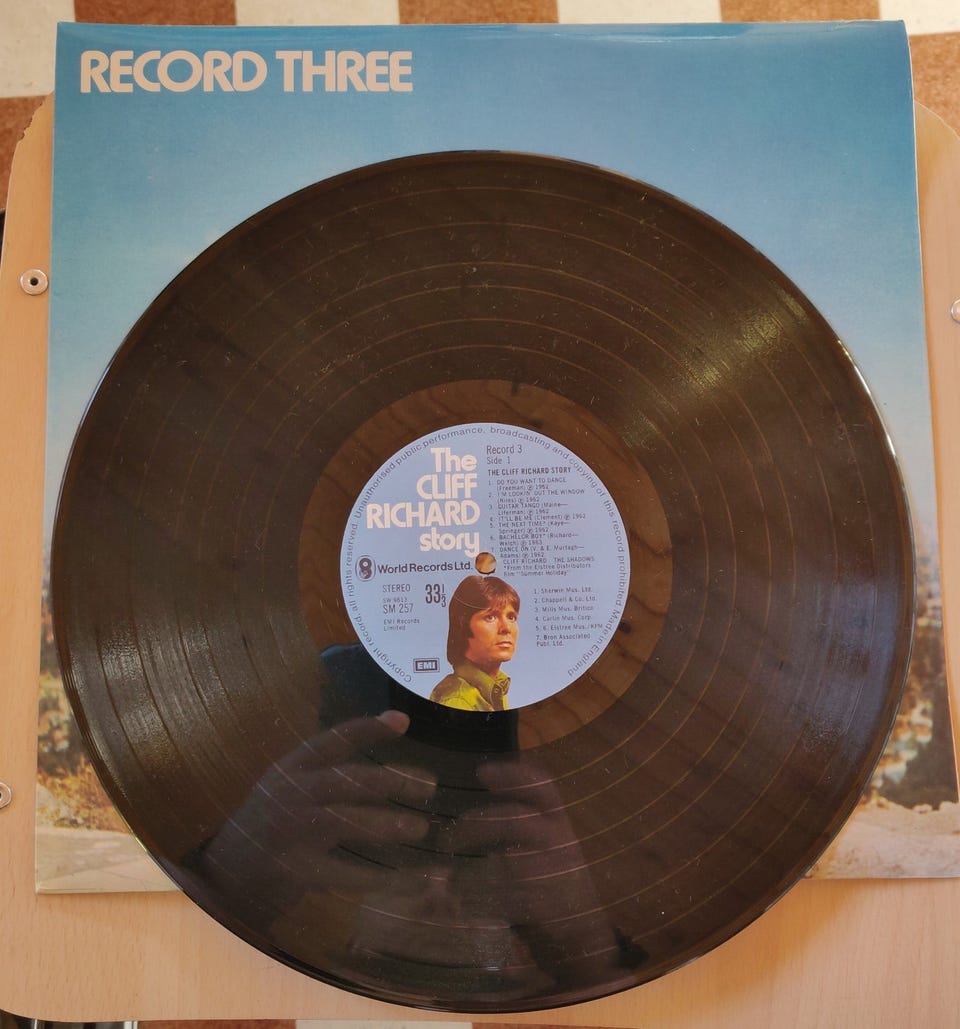 RECORD THREE
Copyright record, all rights reserved. Unauthorised public performance, broadcasting and copying of this record prohibited. Made in England
The
CLIFF
RICHARD
story
World Records Ltd.
STEREO
33⅓
SM 257
EMI Records
Limited
EMI
Record 3
Side 1
THE CLIFF RICHARD STORY
1. DO YOU WANT TO DANCE
(Freeman) ℗ 1962
2. I'M LOOKIN' OUT THE WINDOW
(Niles) ℗ 1962
3. GUITAR TANGO (Maine—
Liferman) ℗ 1962
4. IT'LL BE ME (Clement) ℗ 1962
5. THE NEXT TIME* (Kaye—
Springer) ℗ 1962
6. BACHELOR BOY* (Richard—
Welch) ℗ 1963
7. DANCE ON (V. & E. Murtagh—
Adams) ℗ 1962
CLIFF RICHARD THE SHADOWS
*From the Elstree Distributors
film "Summer Holiday"
1. Sherwin Mus. Ltd.
2. Chappell & Co. Ltd.
3. Mills Mus. Britico
4. Carlin Mus. Corp.
5. 6. Elstree Mus./KPM
7. Bron Associated
Publ. Ltd.